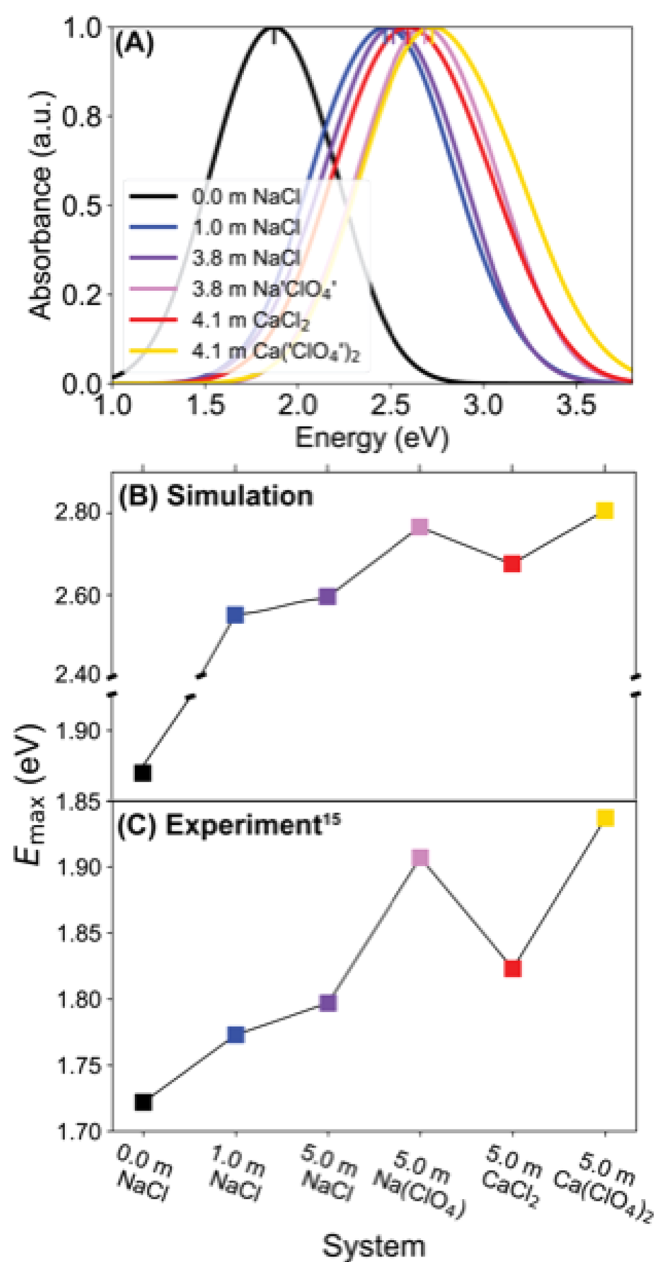 (A)
1.0
0.8
0.5
0.2
0.0
Absorbance (a.u.)
0.0 m NaCl
1.0 m NaCl
3.8 m NaCl
3.8 m Na'ClO₄'
4.1 m CaCl₂
4.1 m Ca('ClO₄')₂
1.0 1.5 2.0 2.5 3.0 3.5
Energy (eV)
(B) Simulation
2.80
2.60
2.40
1.90
1.85
E_max (eV)
(C) Experiment¹⁵
1.90
1.85
1.80
1.75
1.70
0.0 m NaCl
1.0 m NaCl
5.0 m NaCl
5.0 m Na(ClO₄)
5.0 m CaCl₂
5.0 m Ca(ClO₄)₂
System